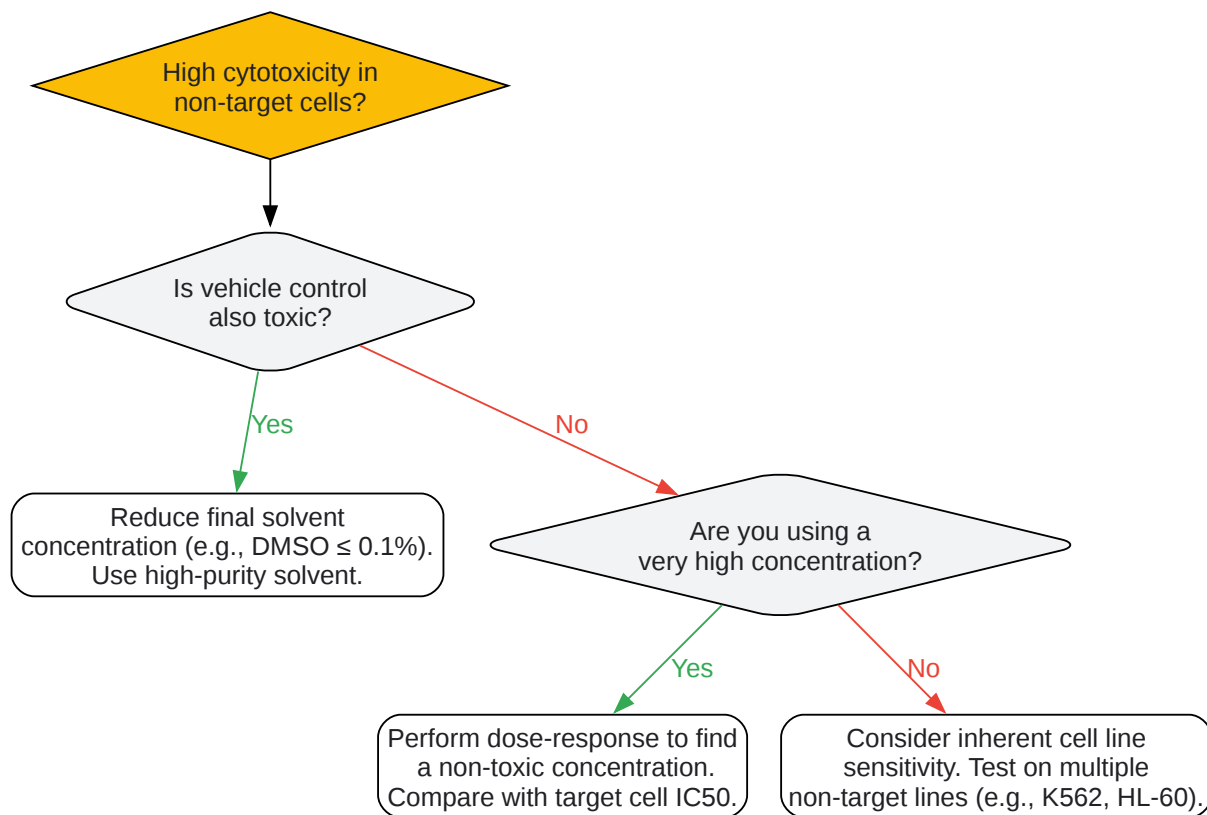 High cytotoxicity in
non-target cells?
Is vehicle control
also toxic?
Yes
No
Reduce final solvent
concentration (e.g., DMSO ≤ 0.1%).
Use high-purity solvent.
Are you using a
very high concentration?
Yes
No
Perform dose-response to find
a non-toxic concentration.
Compare with target cell IC50.
Consider inherent cell line
sensitivity. Test on multiple
non-target lines (e.g., K562, HL-60).